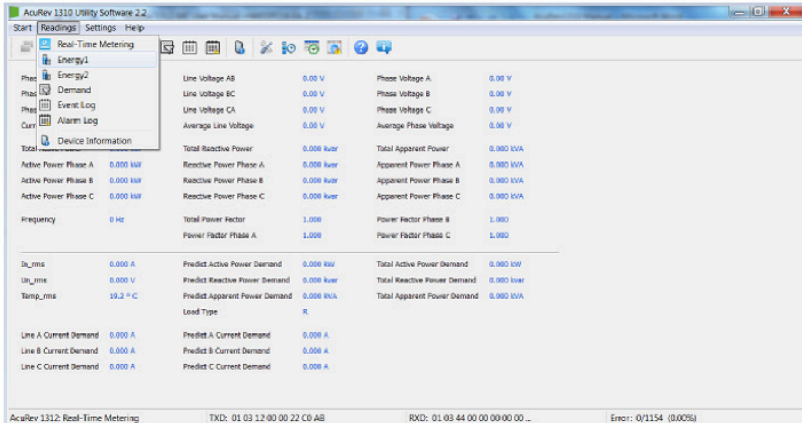 AcuRev 1310 Utility Software 2.2
Start Readings Settings Help
Real-Time Metering
Energy1
Energy2
Demand
Event Log
Alarm Log
Device Information
Line Voltage AB 0.00 V Phase Voltage A 0.00 V
Line Voltage BC 0.00 V Phase Voltage B 0.00 V
Line Voltage CA 0.00 V Phase Voltage C 0.00 V
Average Line Voltage 0.00 V Average Phase Voltage 0.00 V
Total Reactive Power 0.000 kvar Total Apparent Power 0.000 kVA
Active Power Phase A 0.000 kW Reactive Power Phase A 0.000 kvar Apparent Power Phase A 0.000 kVA
Active Power Phase B 0.000 kW Reactive Power Phase B 0.000 kvar Apparent Power Phase B 0.000 kVA
Active Power Phase C 0.000 kW Reactive Power Phase C 0.000 kvar Apparent Power Phase C 0.000 kVA
Frequency 0 Hz Total Power Factor 1.000 Power Factor Phase B 1.000
Power Factor Phase A 1.000 Power Factor Phase C 1.000
In_rms 0.000 A Predict Active Power Demand 0.000 kW Total Active Power Demand 0.000 kW
Un_rms 0.000 V Predict Reactive Power Demand 0.000 kvar Total Reactive Power Demand 0.000 kvar
Temp_rms 19.2 ° C Predict Apparent Power Demand 0.000 kVA Total Apparent Power Demand 0.000 kVA
Load Type R
Line A Current Demand 0.000 A Predict A Current Demand 0.000 A
Line B Current Demand 0.000 A Predict B Current Demand 0.000 A
Line C Current Demand 0.000 A Predict C Current Demand 0.000 A
AcuRev 1312: Real-Time Metering TXD: 01 03 12 00 00 22 C0 AB RXD: 01 03 44 00 00 00 00 00 ... Error: 0/1154 (0.00%)